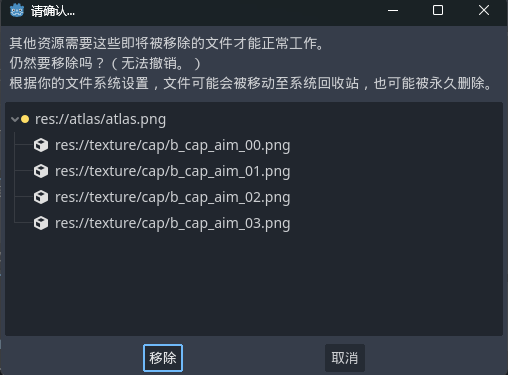 请确认...
其他资源需要这些即将被移除的文件才能正常工作。
仍然要移除吗？（无法撤销。）
根据你的文件系统设置，文件可能会被移动至系统回收站，也可能被永久删除。
res://atlas/atlas.png
res://texture/cap/b_cap_aim_00.png
res://texture/cap/b_cap_aim_01.png
res://texture/cap/b_cap_aim_02.png
res://texture/cap/b_cap_aim_03.png
移除 取消